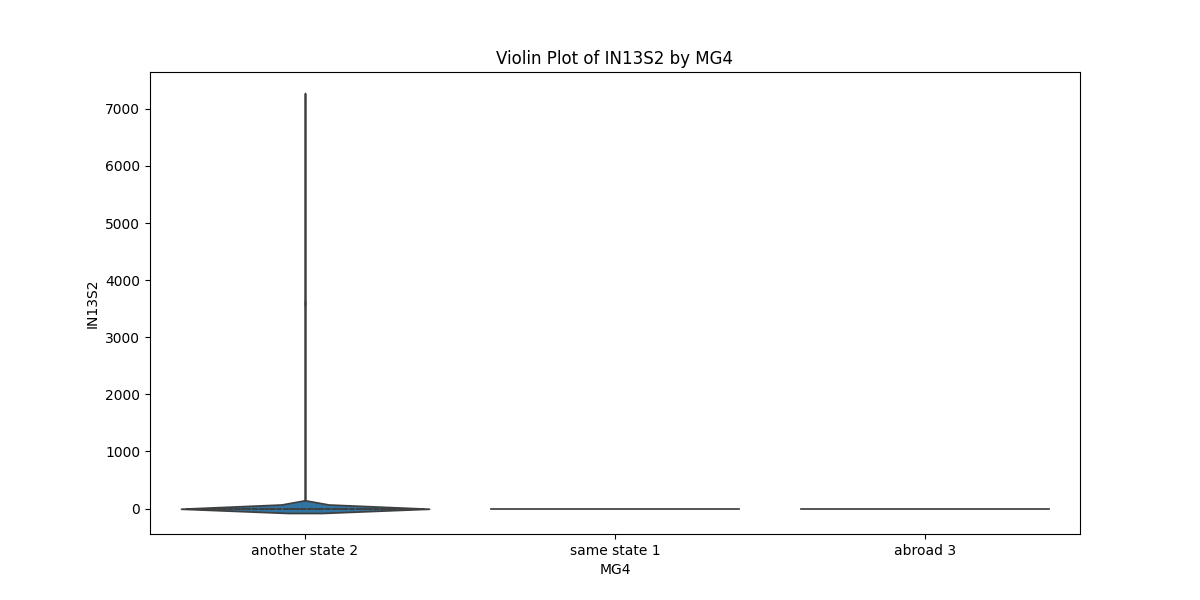 Violin Plot of IN13S2 by MG4
7000
6000
5000
4000
3000
2000
1000
0
IN13S2
another state 2
same state 1
abroad 3
MG4